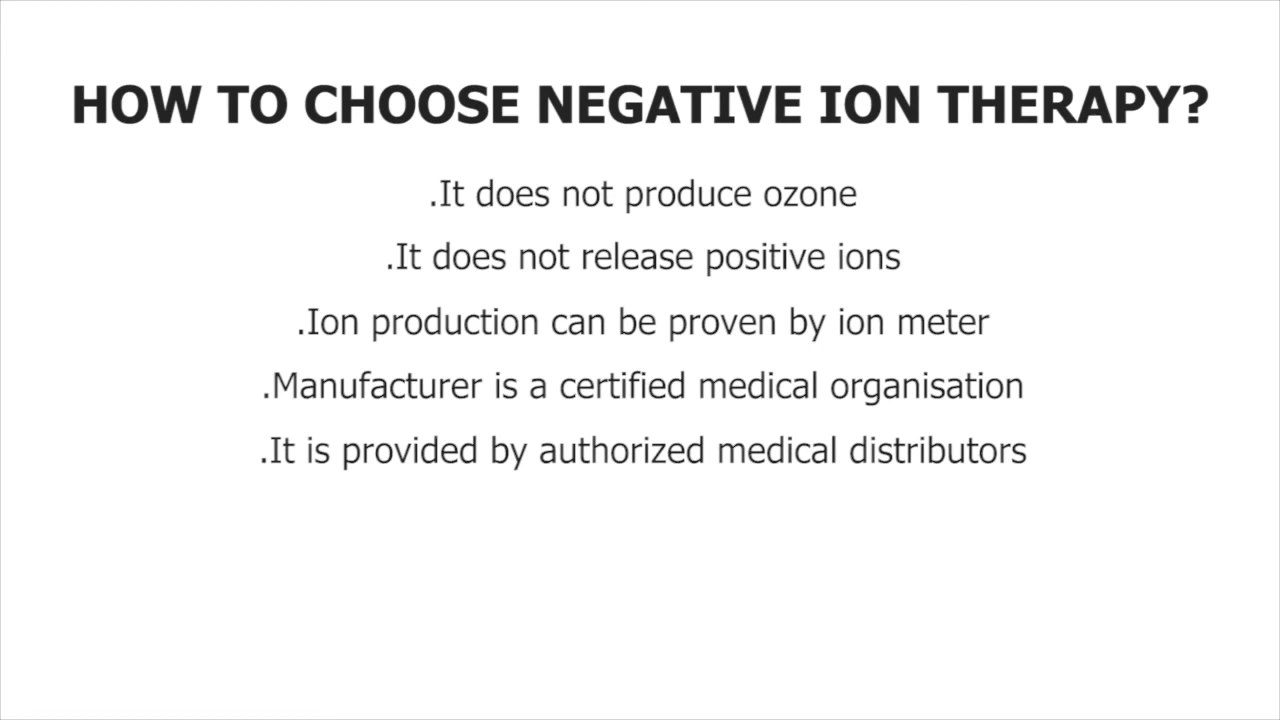 HOW TO CHOOSE NEGATIVE ION THERAPY?
.It does not produce ozone
.It does not release positive ions
.Ion production can be proven by ion meter
.Manufacturer is a certified medical organisation
.It is provided by authorized medical distributors